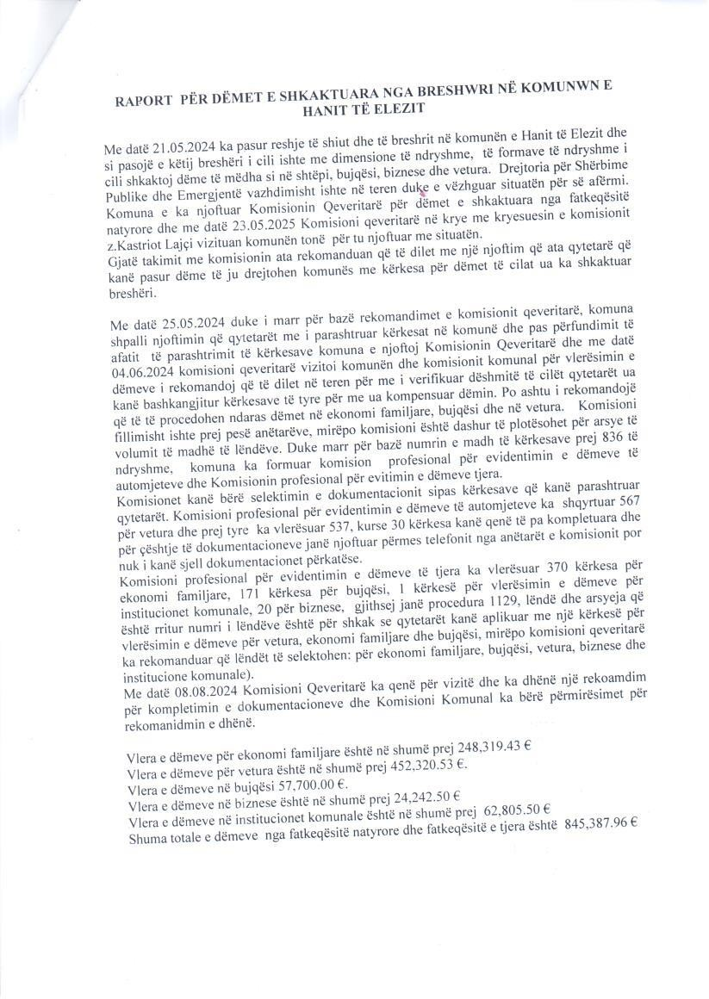 RAPORT PËR DËMET E SHKAKTUARA NGA BRESHWRI NË KOMUNWN E
HANIT TË ELEZIT
Me datë 21.05.2024 ka pasur reshje të shiut dhe të breshrit në komunën e Hanit të Elezit dhe
si pasojë e këtij breshëri i cili ishte me dimensione të ndryshme, të formave të ndryshme i
cili shkaktoj dëme të mëdha si në shtëpi, bujqësi, biznese dhe vetura. Drejtoria për Shërbime
Publike dhe Emergjentë vazhdimisht ishte në teren duke e vëzhguar situatën për së afërmi.
Komuna e ka njoftuar Komisionin Qeveritarë për dëmet e shkaktuara nga fatkeqësitë
natyrore dhe me datë 23.05.2025 Komisioni qeveritarë në krye me kryesuesin e komisionit
z.Kastriot Lajçi vizituan komunën tonë për tu njoftuar me situatën.
Gjatë takimit me komisionin ata rekomanduan që të dilet me një njoftim që ata qytetarë që
kanë pasur dëme të ju drejtohen komunës me kërkesa për dëmet të cilat ua ka shkaktuar
breshëri.
Me datë 25.05.2024 duke i marr për bazë rekomandimet e komisionit qeveritarë, komuna
shpalli njoftimin që qytetarët me i parashtruar kërkesat në komunë dhe pas përfundimit të
afatit të parashtrimit të kërkesave komuna e njoftoj Komisionin Qeveritarë dhe me datë
04.06.2024 komisioni qeveritarë vizitoi komunën dhe komisionit komunal për vlerësimin e
dëmeve i rekomandoj që të dilet në teren për me i verifikuar dëshmitë të cilët qytetarët ua
kanë bashkangjitur kërkesave të tyre për me ua kompensuar dëmin. Po ashtu i rekomandojë
që të të procedohen ndaras dëmet në ekonomi familjare, bujqësi dhe në vetura. Komisioni
fillimisht ishte prej pesë anëtarëve, mirëpo komisioni është dashur të plotësohet për arsye të
volumit të madhë të lëndëve. Duke marr për bazë numrin e madh të kërkesave prej 836 të
ndryshme, komuna ka formuar komision profesional për evidentimin e dëmeve të
automjeteve dhe Komisionin profesional për evitimin e dëmeve tjera.
Komisionet kanë bërë selektimin e dokumentacionit sipas kërkesave që kanë parashtruar
qytetarët. Komisioni profesional për evidentimin e dëmeve të automjeteve ka shqyrtuar 567
për vetura dhe prej tyre ka vlerësuar 537, kurse 30 kërkesa kanë qenë të pa kompletuara dhe
për çështje të dokumentacioneve janë njoftuar përmes telefonit nga anëtarët e komisionit por
nuk i kanë sjell dokumentacionet përkatëse.
Komisioni profesional për evidentimin e dëmeve të tjera ka vlerësuar 370 kërkesa për
ekonomi familjare, 171 kërkesa për bujqësi, 1 kërkesë për vlerësimin e dëmeve për
institucionet komunale, 20 për biznese, gjithsej janë procedura 1129, lëndë dhe arsyeja që
është rritur numri i lëndëve është për shkak se qytetarët kanë aplikuar me një kërkesë për
vlerësimin e dëmeve për vetura, ekonomi familjare dhe bujqësi, mirëpo komisioni qeveritarë
ka rekomanduar që lëndët të selektohen: për ekonomi familjare, bujqësi, vetura, biznese dhe
institucione komunale).
Me datë 08.08.2024 Komisioni Qeveritarë ka qenë për vizitë dhe ka dhënë një rekoamdim
për kompletimin e dokumentacioneve dhe Komisioni Komunal ka bërë përmirësimet për
rekomanidmin e dhënë.
Vlera e dëmeve për ekonomi familjare është në shumë prej 248,319.43 €
Vlera e dëmeve për vetura është në shumë prej 452,320.53 €.
Vlera e dëmeve në bujqësi 57,700.00 €.
Vlera e dëmeve në biznese është në shumë prej 24,242.50 €
Vlera e dëmeve në institucionet komunale është në shumë prej 62,805.50 €
Shuma totale e dëmeve nga fatkeqësitë natyrore dhe fatkeqësitë e tjera është 845,387.96 €